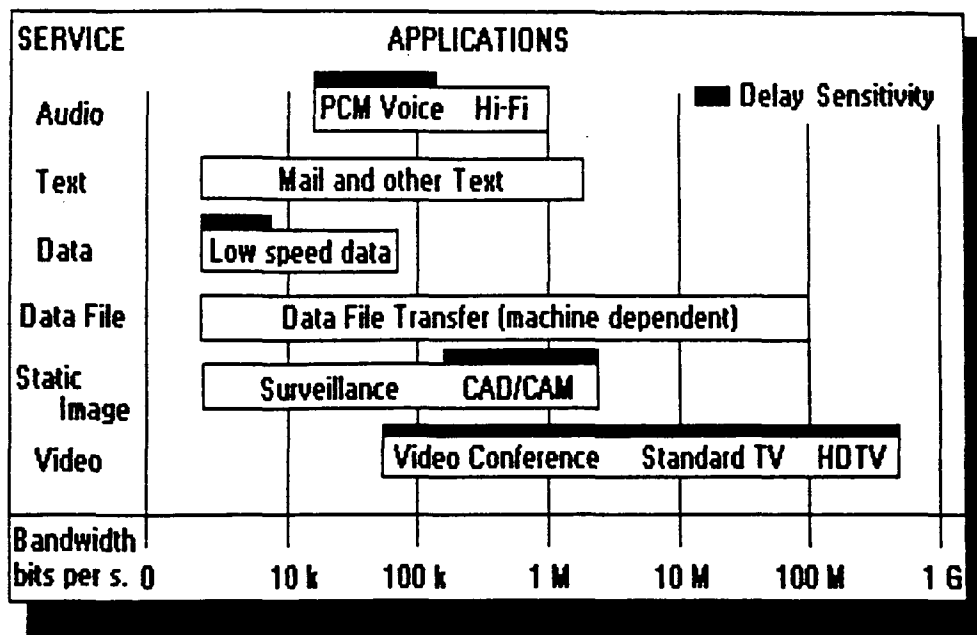 SERVICE APPLICATIONS
Delay Sensitivity
Audio PCM Voice Hi-Fi
Text Mail and other Text
Data Low speed data
Data File Data File Transfer (machine dependent)
Static
Image Surveillance CAD/CAM
Video Video Conference Standard TV HDTV
Bandwidth
bits per s. 0 10 k 100 k 1 M 10 M 100 M 1 G